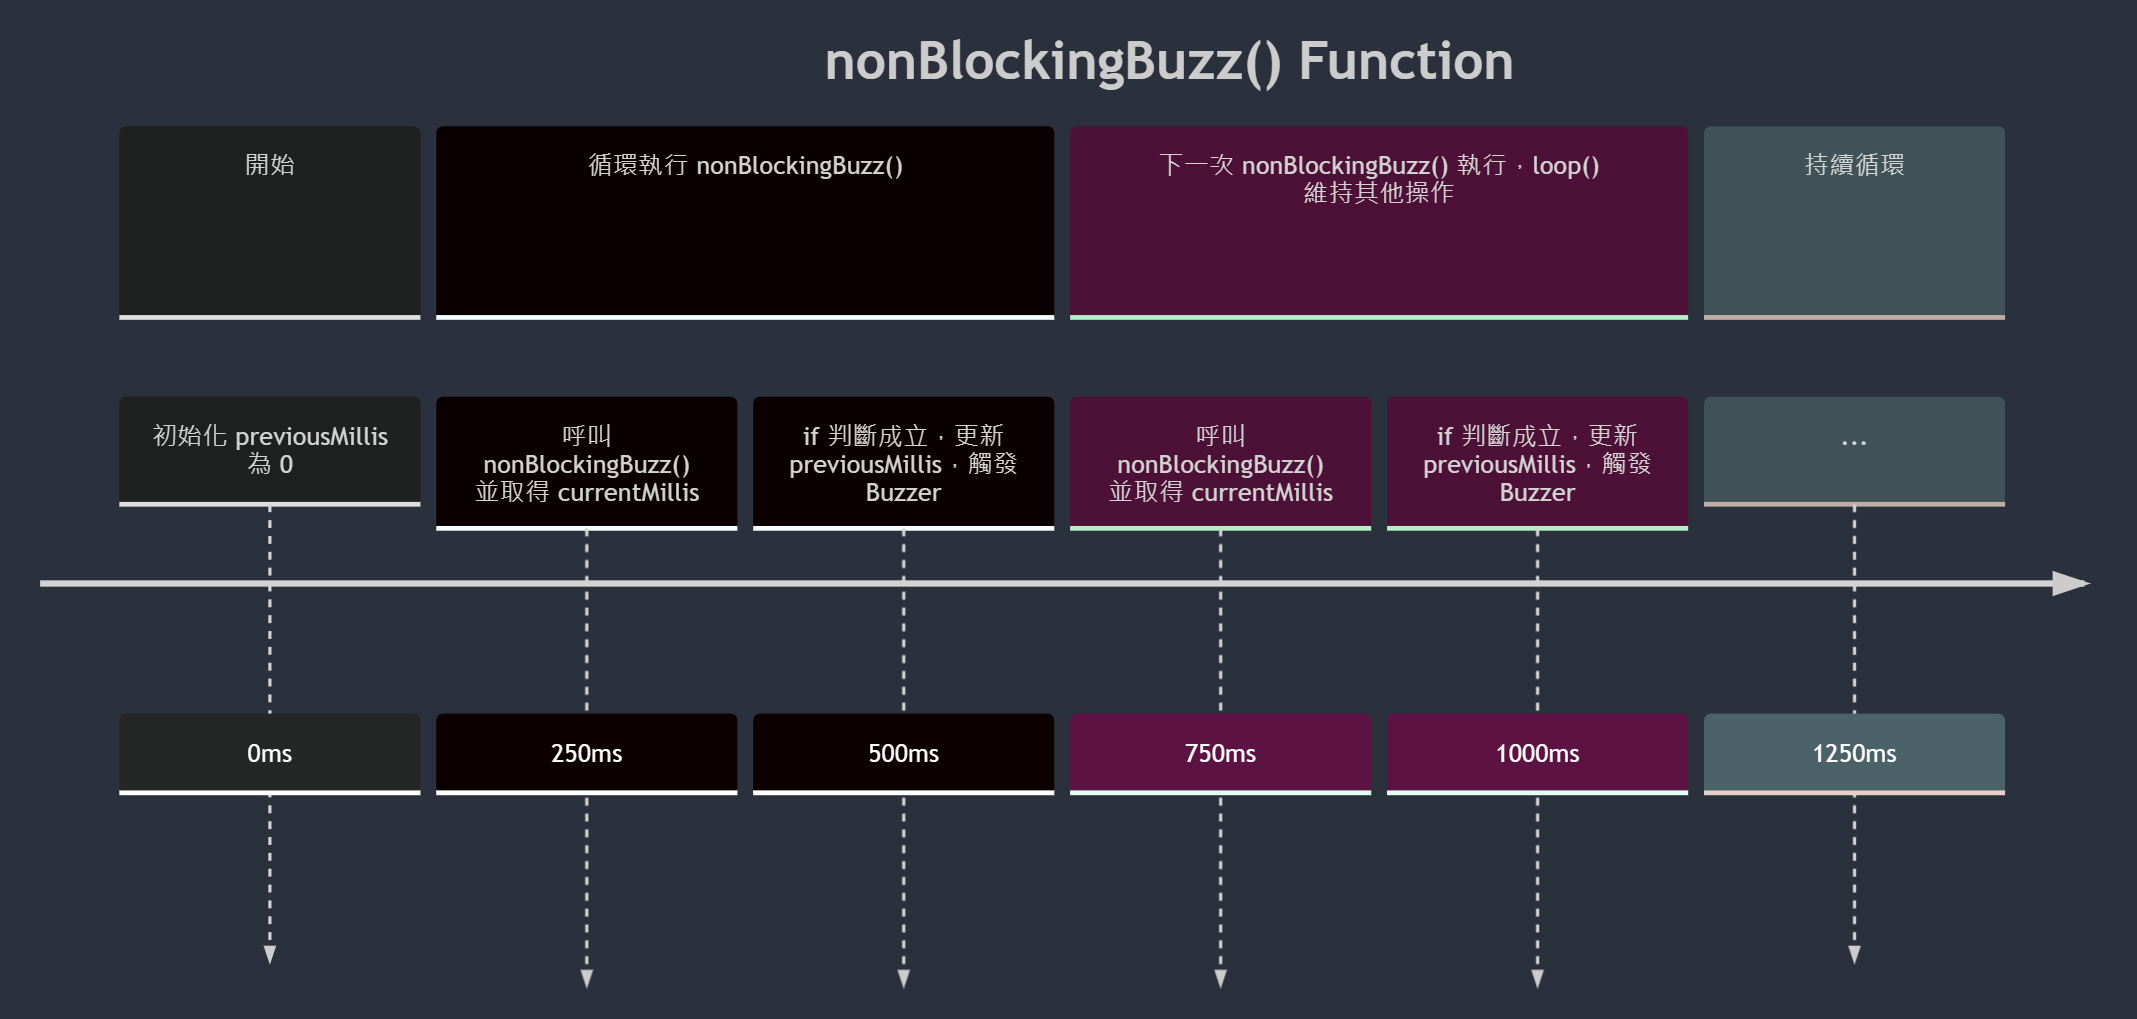 nonBlockingBuzz() Function
開始
循環執行 nonBlockingBuzz()
下一次 nonBlockingBuzz() 執行，loop()
維持其他操作
持續循環
初始化 previousMillis
為 0
呼叫
nonBlockingBuzz()
並取得 currentMillis
if 判斷成立，更新
previousMillis，觸發
Buzzer
呼叫
nonBlockingBuzz()
並取得 currentMillis
if 判斷成立，更新
previousMillis，觸發
Buzzer
...
0ms
250ms
500ms
750ms
1000ms
1250ms